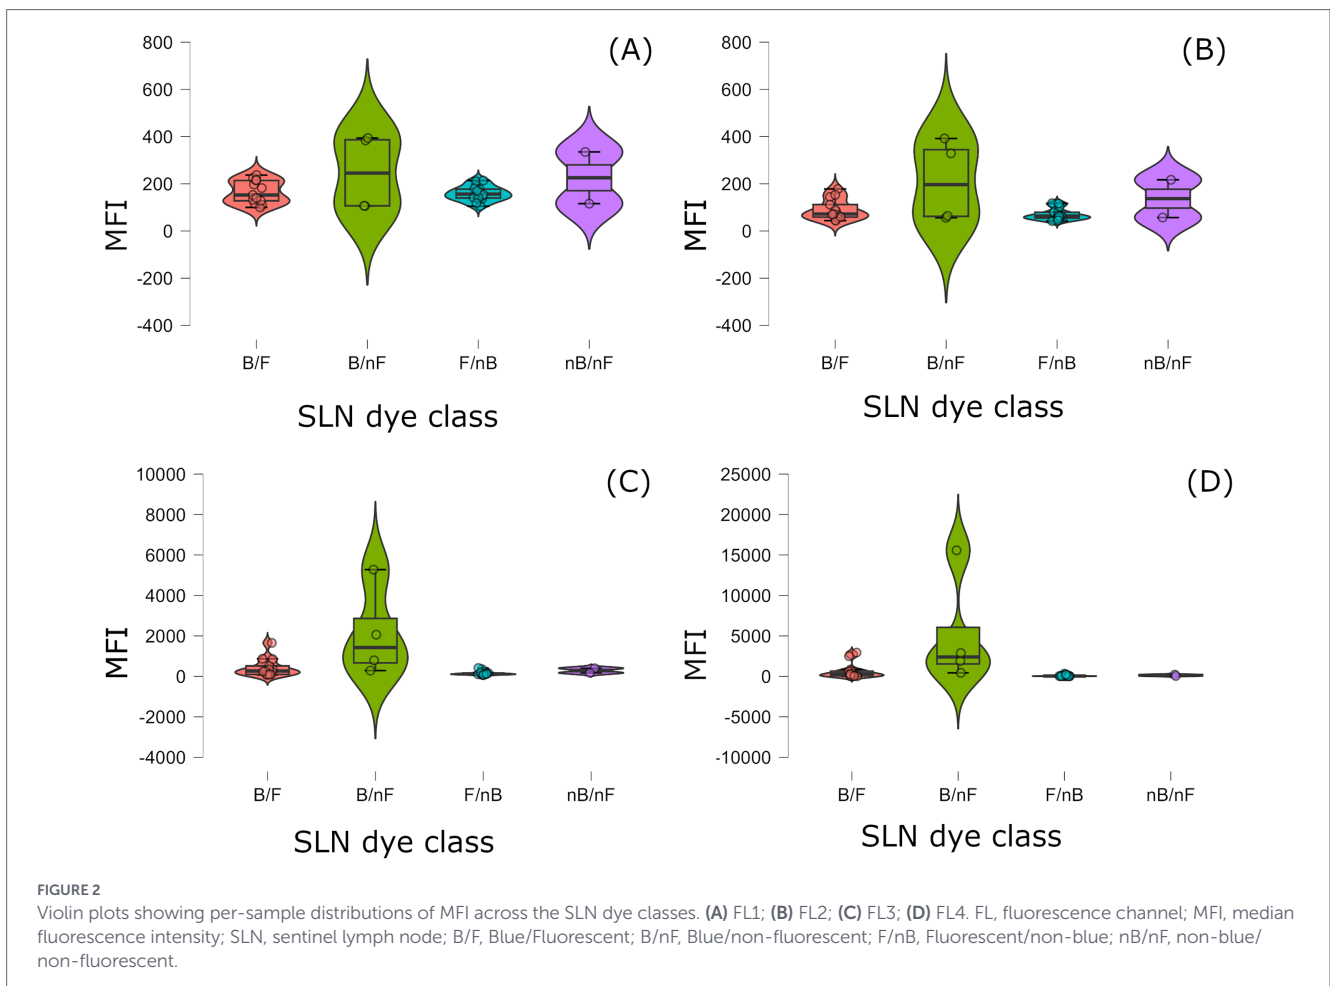 (A)
800
600
400
200
0
-200
-400
MFI
B/F
B/nF
F/nB
nB/nF
SLN dye class
(B)
800
600
400
200
0
-200
-400
MFI
B/F
B/nF
F/nB
nB/nF
SLN dye class
(C)
10000
8000
6000
4000
2000
0
-2000
-4000
MFI
B/F
B/nF
F/nB
nB/nF
SLN dye class
(D)
25000
20000
15000
10000
5000
0
-5000
-10000
MFI
B/F
B/nF
F/nB
nB/nF
SLN dye class
FIGURE 2
Violin plots showing per-sample distributions of MFI across the SLN dye classes. (A) FL1; (B) FL2; (C) FL3; (D) FL4. FL, fluorescence channel; MFI, median
fluorescence intensity; SLN, sentinel lymph node; B/F, Blue/Fluorescent; B/nF, Blue/non-fluorescent; F/nB, Fluorescent/non-blue; nB/nF, non-blue/
non-fluorescent.